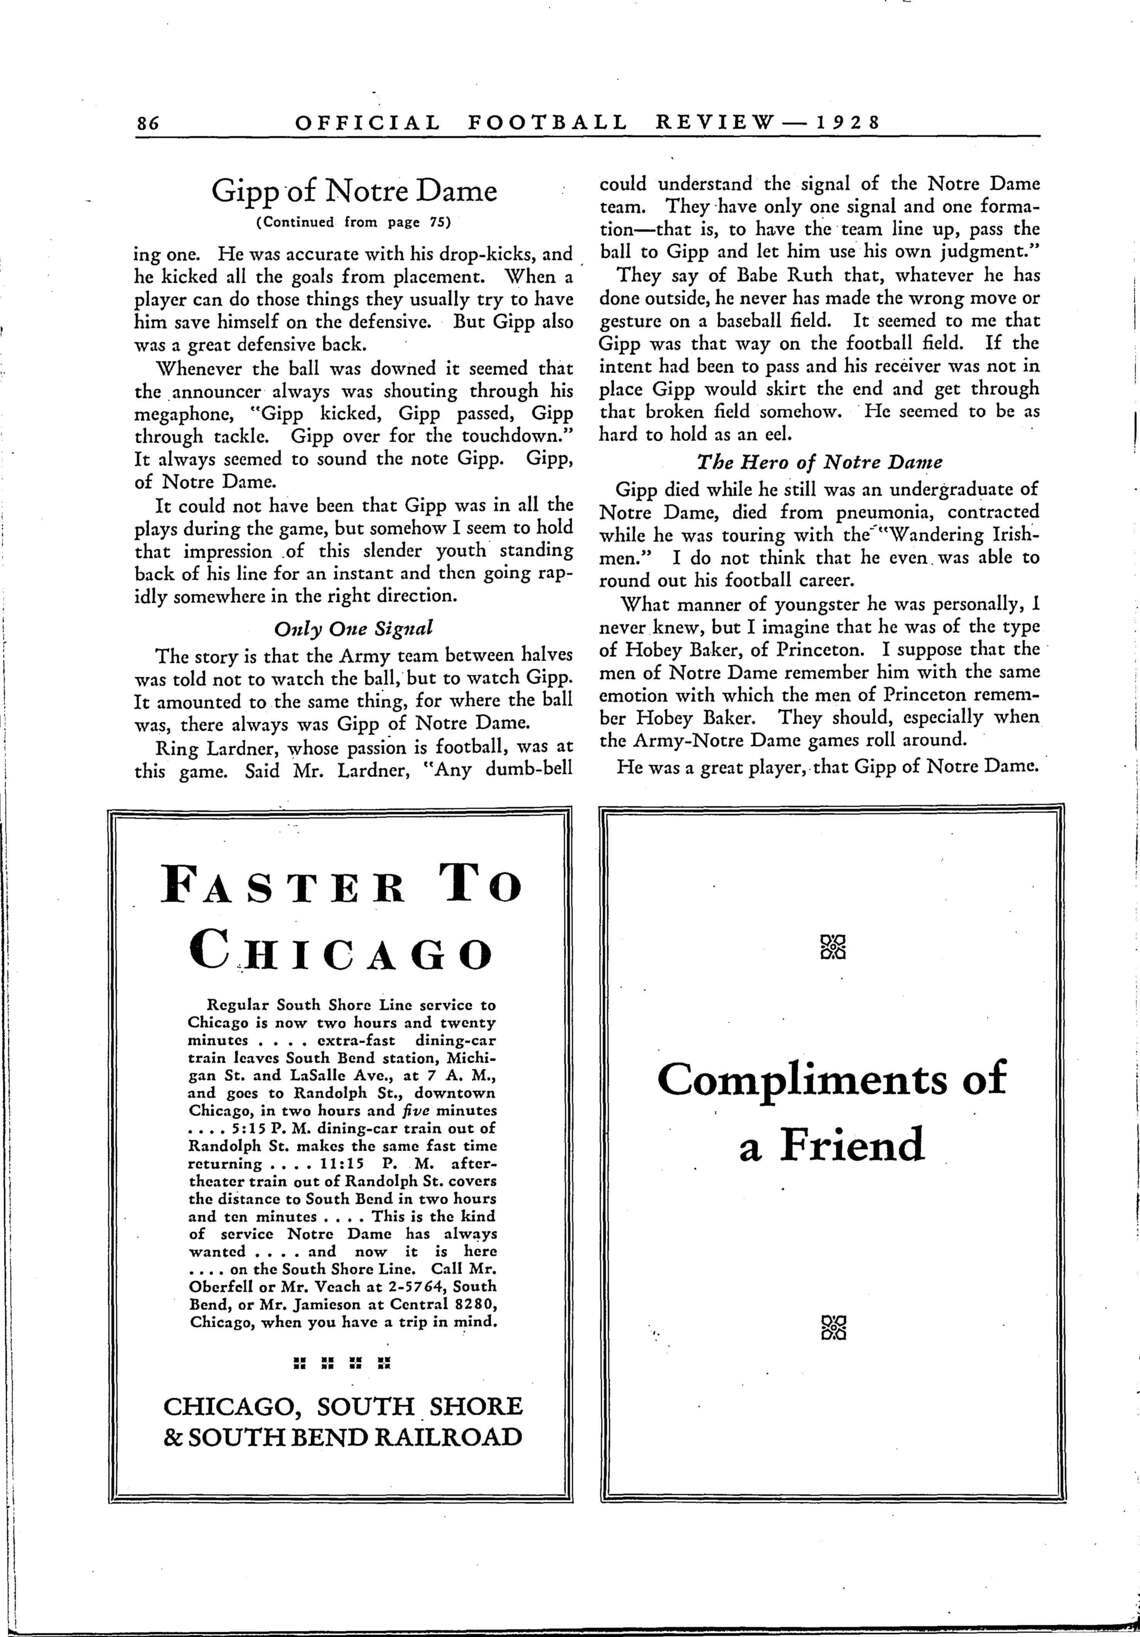 86
OFFICIAL FOOTBALL REVIEW—1928
Gipp of Notre Dame
(Continued from page 75)
ing one. He was accurate with his drop-kicks, and
he kicked all the goals from placement. When a
player can do those things they usually try to have
him save himself on the defensive. But Gipp also
was a great defensive back.
Whenever the ball was downed it seemed that
the announcer always was shouting through his
megaphone, "Gipp kicked, Gipp passed, Gipp
through tackle. Gipp over for the touchdown."
It always seemed to sound the note Gipp. Gipp,
of Notre Dame.
It could not have been that Gipp was in all the
plays during the game, but somehow I seem to hold
that impression of this slender youth standing
back of his line for an instant and then going rap-
idly somewhere in the right direction.
Only One Signal
The story is that the Army team between halves
was told not to watch the ball, but to watch Gipp.
It amounted to the same thing, for where the ball
was, there always was Gipp of Notre Dame.
Ring Lardner, whose passion is football, was at
this game. Said Mr. Lardner, "Any dumb-bell
could understand the signal of the Notre Dame
team. They have only one signal and one forma-
tion—that is, to have the team line up, pass the
ball to Gipp and let him use his own judgment."
They say of Babe Ruth that, whatever he has
done outside, he never has made the wrong move or
gesture on a baseball field. It seemed to me that
Gipp was that way on the football field. If the
intent had been to pass and his receiver was not in
place Gipp would skirt the end and get through
that broken field somehow. He seemed to be as
hard to hold as an eel.
The Hero of Notre Dame
Gipp died while he still was an undergraduate of
Notre Dame, died from pneumonia, contracted
while he was touring with the "Wandering Irish-
men." I do not think that he even was able to
round out his football career.
What manner of youngster he was personally, I
never knew, but I imagine that he was of the type
of Hobey Baker, of Princeton. I suppose that the
men of Notre Dame remember him with the same
emotion with which the men of Princeton remem-
ber Hobey Baker. They should, especially when
the Army-Notre Dame games roll around.
He was a great player, that Gipp of Notre Dame.
FASTER TO
CHICAGO
Regular South Shore Line service to
Chicago is now two hours and twenty
minutes . . . . extra-fast dining-car
train leaves South Bend station, Michi-
gan St. and LaSalle Ave., at 7 A. M.,
and goes to Randolph St., downtown
Chicago, in two hours and five minutes
. . . . 5:15 P. M. dining-car train out of
Randolph St. makes the same fast time
returning . . . . 11:15 P. M. after-
theater train out of Randolph St. covers
the distance to South Bend in two hours
and ten minutes . . . . This is the kind
of service Notre Dame has always
wanted . . . . and now it is here
. . . . on the South Shore Line. Call Mr.
Oberfell or Mr. Veach at 2-5764, South
Bend, or Mr. Jamieson at Central 8280,
Chicago, when you have a trip in mind.
CHICAGO, SOUTH SHORE
& SOUTH BEND RAILROAD
Compliments of
a Friend